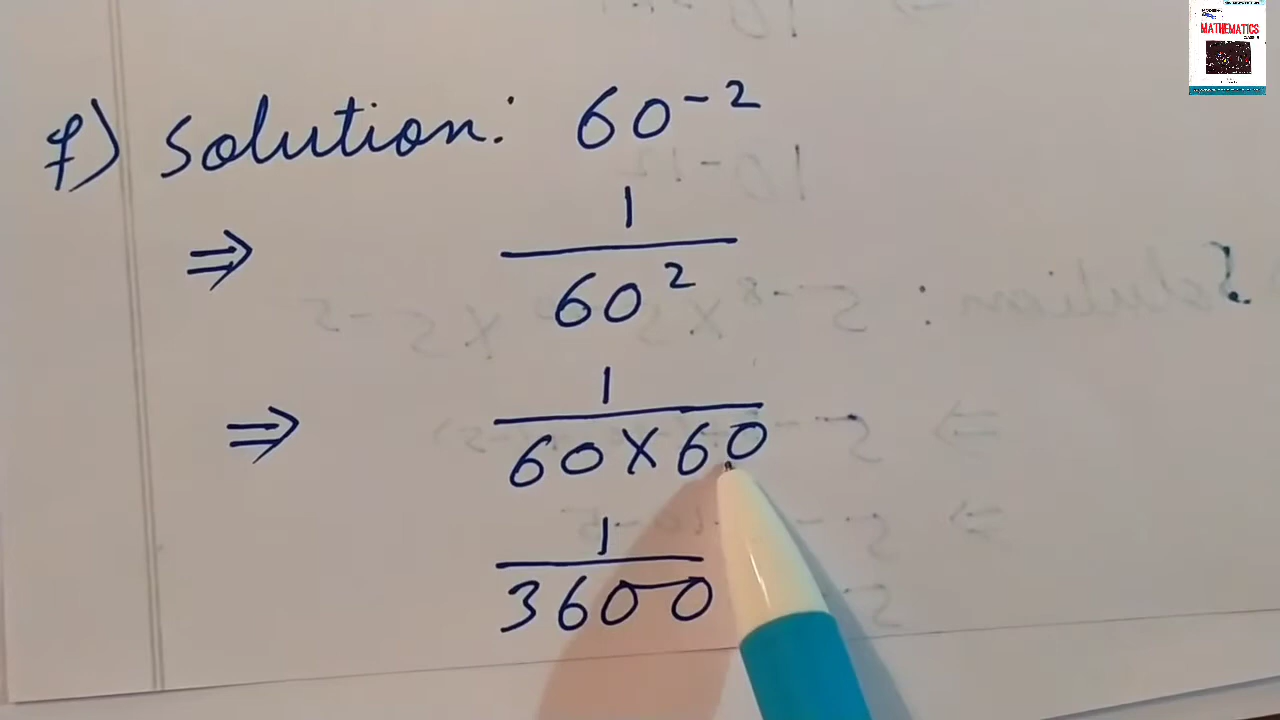 f) Solution: 60⁻²
⇒ 1/60²
⇒ 1/60×60
1/3600
MATHEMATICS